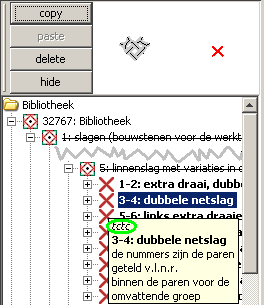 copy
paste
delete
hide
Bibliotheek
32767: Bibliotheek
1: slagen (bouwstenen voor de werkt
5: linnenslag met variaties in d
1-2: extra draai, dubb
3-4: dubbele netslag
5-6: links extra draaie
tctc
3-4: dubbele netslag
de nummers zijn de paren
geteld v.l.n.r.
binnen de paren voor de
omvattende groep